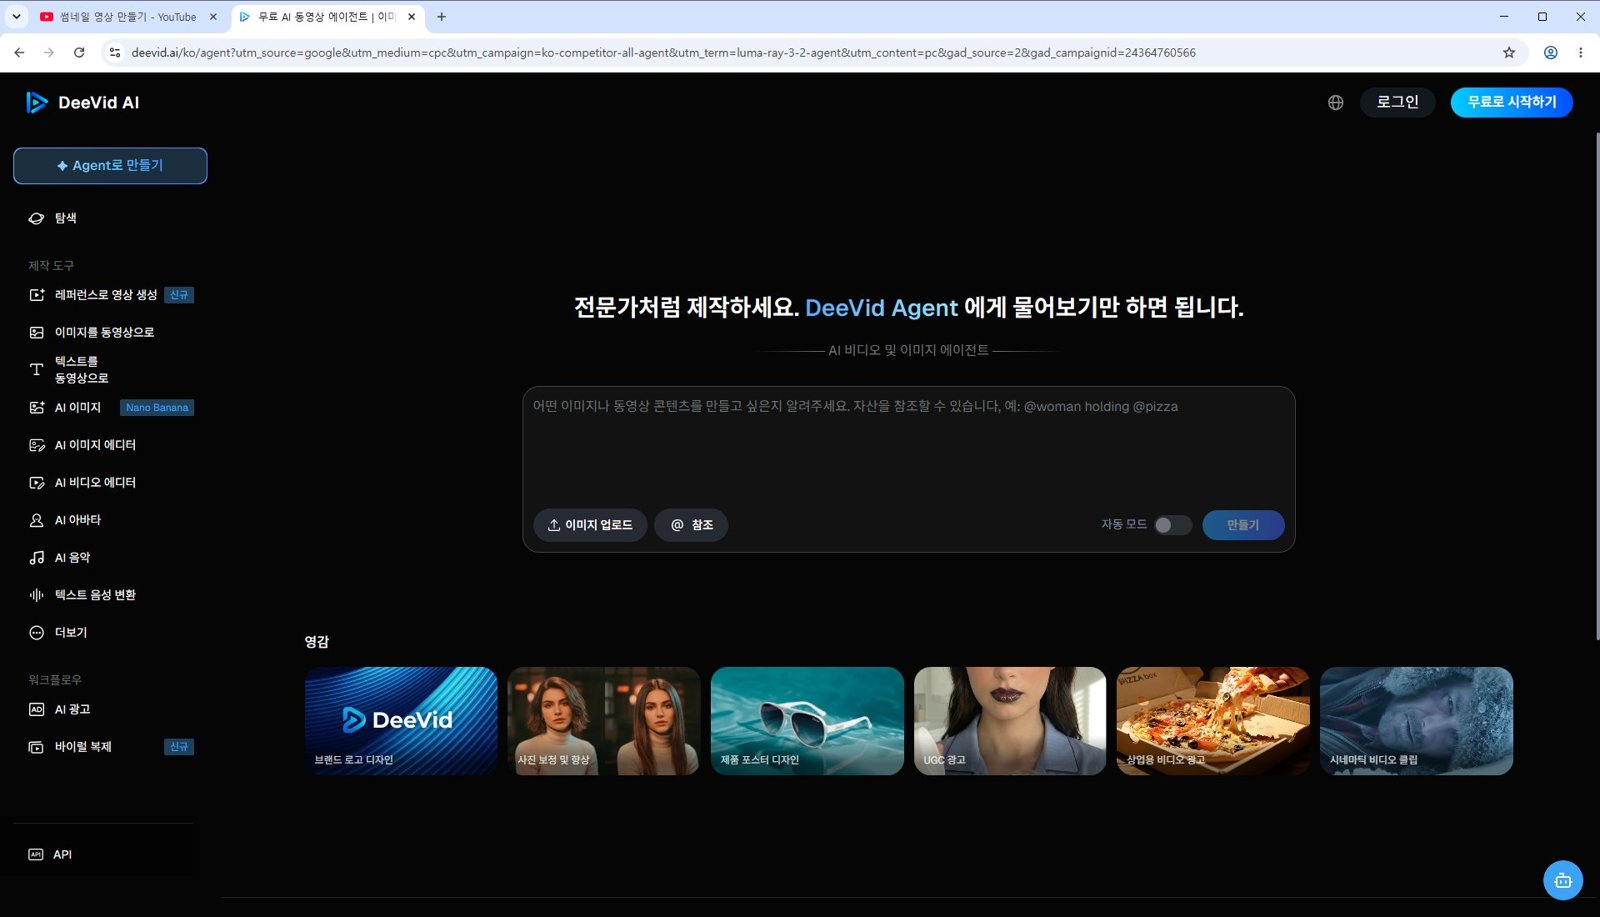 썸네일 영상 만들기 - YouTube
무료 AI 동영상 에이전트 | 이미
deevid.ai/ko/agent?utm_source=google&utm_medium=cpc&utm_campaign=ko-competitor-all-agent&utm_term=luma-ray-3-2-agent&utm_content=pc&gad_source=2&gad_campaignid=24364760566
DeeVid AI
로그인
무료로 시작하기
Agent로 만들기
탐색
제작 도구
레퍼런스로 영상 생성 신규
이미지를 동영상으로
텍스트를
동영상으로
AI 이미지 Nano Banana
AI 이미지 에디터
AI 비디오 에디터
AI 아바타
AI 음악
텍스트 음성 변환
더보기
워크플로우
AD AI 광고
바이럴 복제 신규
API API
전문가처럼 제작하세요. DeeVid Agent 에게 물어보기만 하면 됩니다.
AI 비디오 및 이미지 에이전트
어떤 이미지나 동영상 콘텐츠를 만들고 싶은지 알려주세요. 자산을 참조할 수 있습니다, 예: @woman holding @pizza
이미지 업로드
@ 참조
자동 모드
만들기
영감
DeeVid
브랜드 로고 디자인
사진 보정 및 향상
제품 포스터 디자인
UGC 광고
PIZZA box
상업용 비디오 광고
시네마틱 비디오 클립